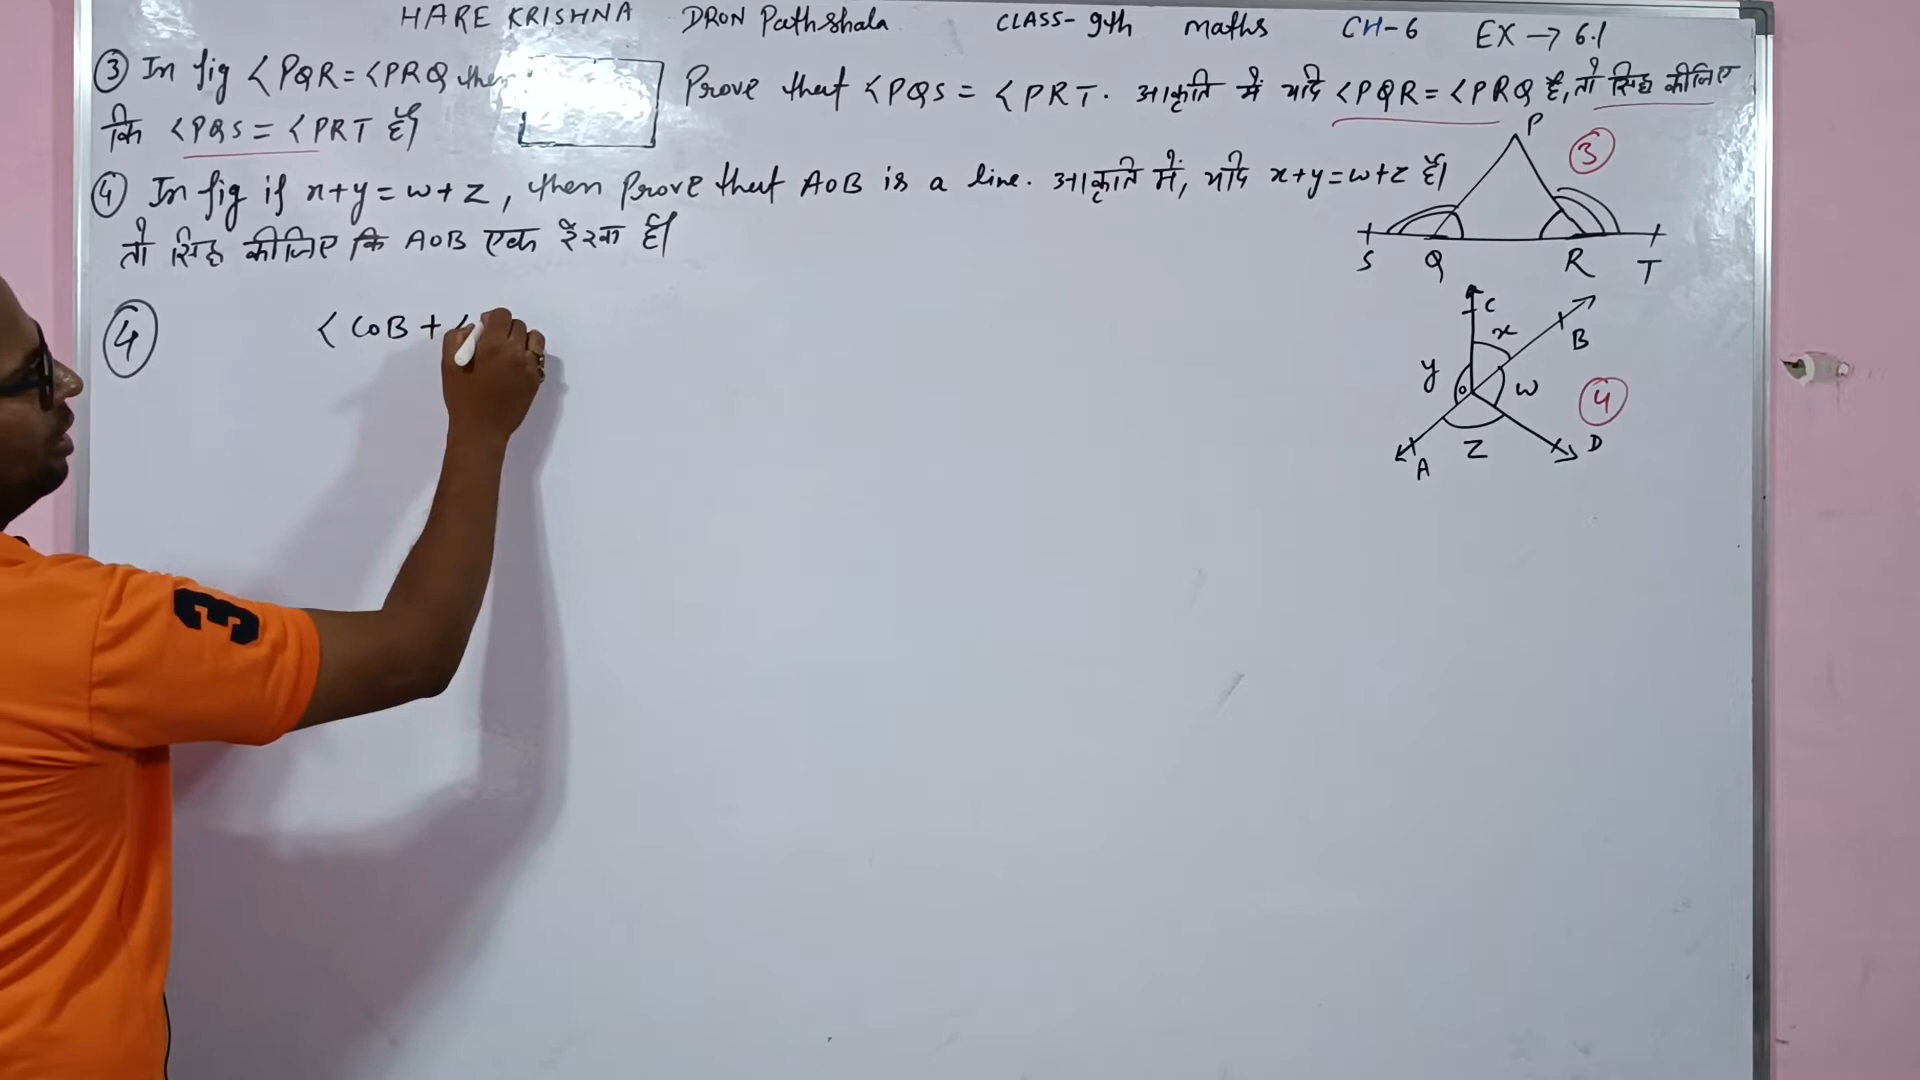 HARE KRISHNA DRON Pathshala CLASS- 9th maths CH-6 EX → 6.1
③ In fig <PQR = <PRQ then Prove that <PQS = <PRT. आकृति में यदि <PQR = <PRQ है, तो सिद्ध कीजिए
कि <PQS = <PRT है।
④ In fig if x+y = w+z, then Prove that AOB is a line. आकृति में, यदि x+y=w+z है।
तो सिद्ध कीजिए कि AOB एक रेखा है।
P
③
S Q R T
④ <COB + <
C
x
B
y
O
w
④
A
Z
D
3